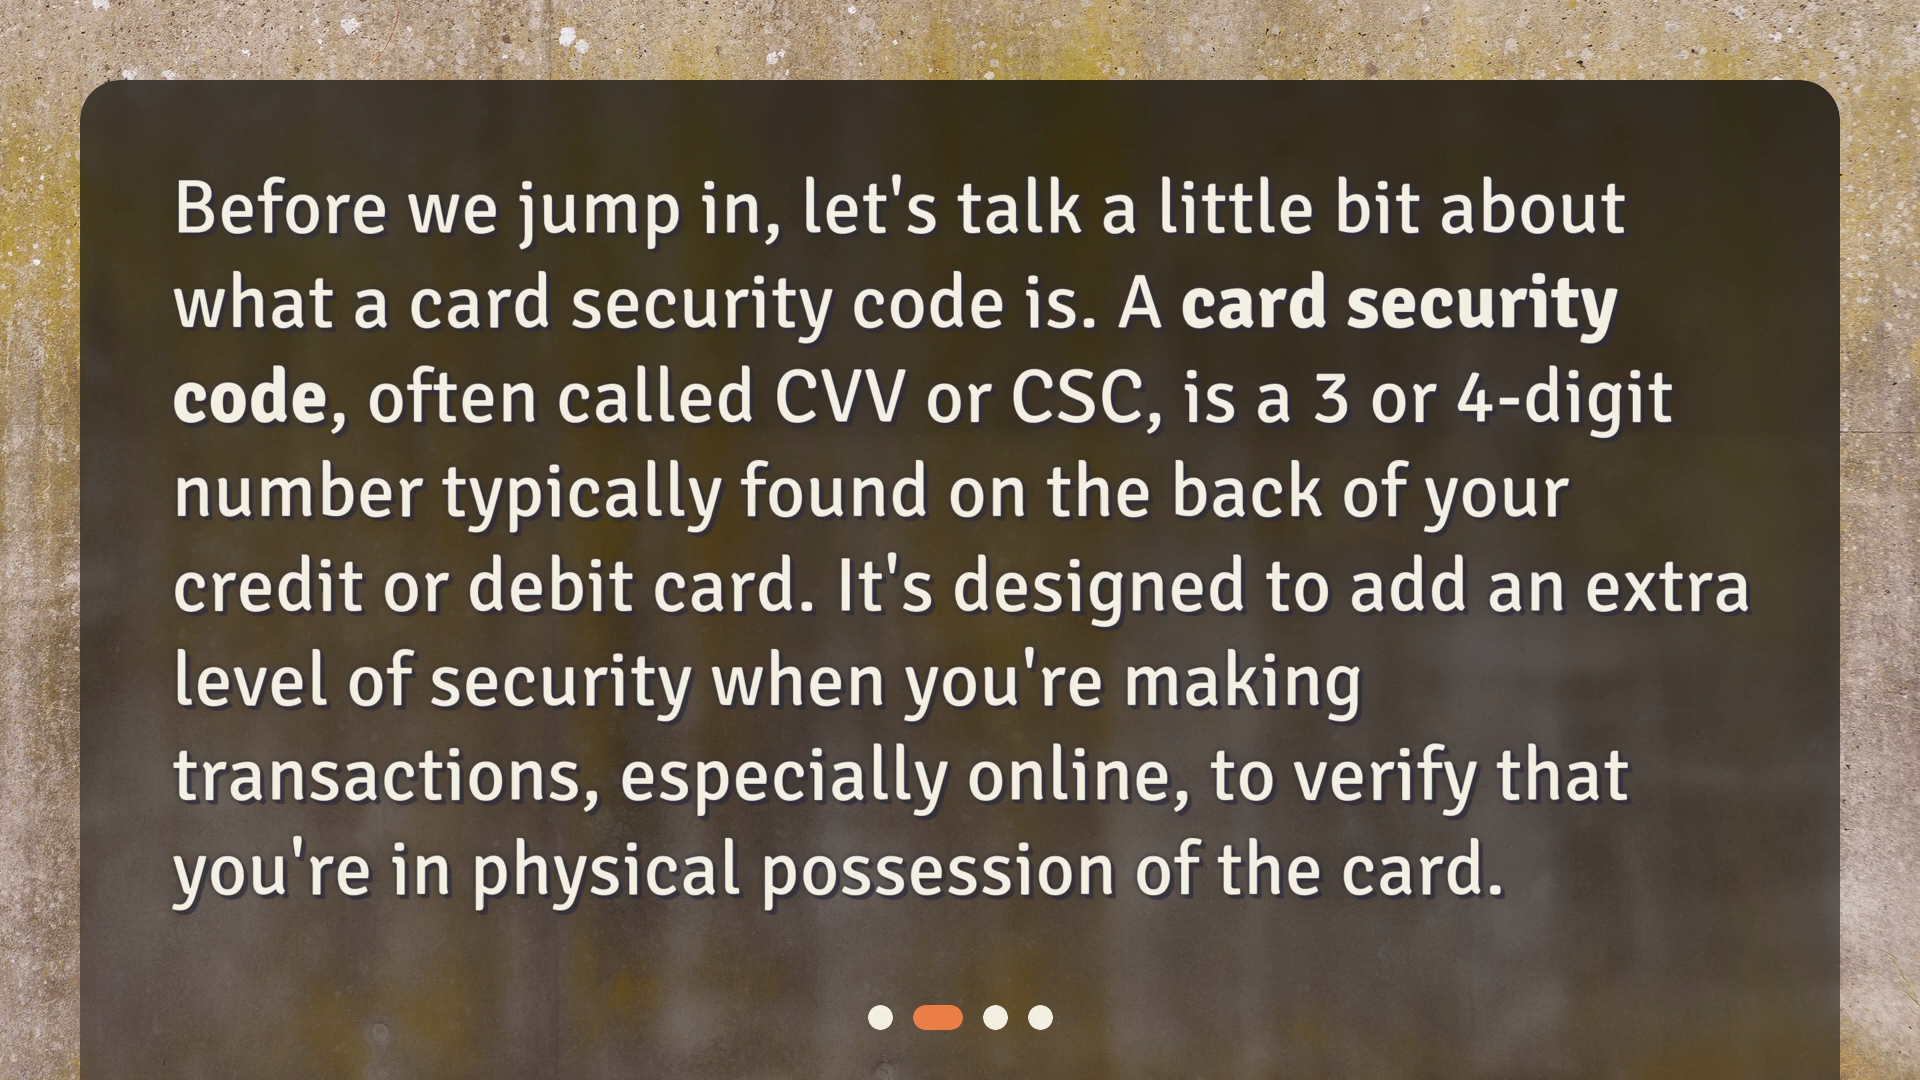 Before we jump in, let's talk a little bit about
what a card security code is. A card security
code, often called CVV or CSC, is a 3 or 4-digit
number typically found on the back of your
credit or debit card. It's designed to add an extra
level of security when you're making
transactions, especially online, to verify that
you're in physical possession of the card.